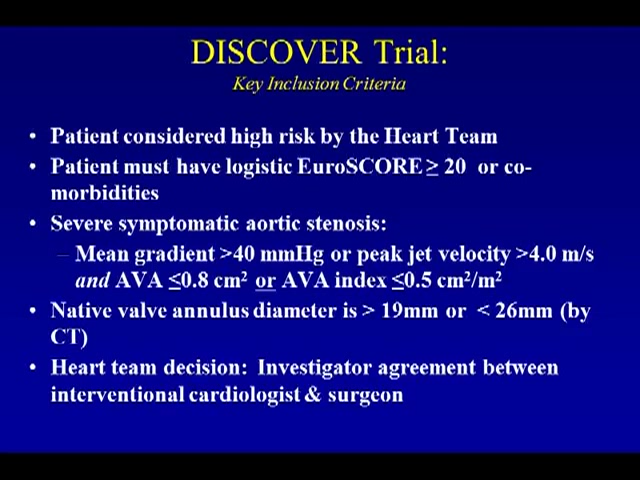 DISCOVER Trial:
Key Inclusion Criteria
• Patient considered high risk by the Heart Team
• Patient must have logistic EuroSCORE ≥ 20 or co-
morbidities
• Severe symptomatic aortic stenosis:
– Mean gradient >40 mmHg or peak jet velocity >4.0 m/s
and AVA ≤0.8 cm² or AVA index ≤0.5 cm²/m²
• Native valve annulus diameter is > 19mm or < 26mm (by
CT)
• Heart team decision: Investigator agreement between
interventional cardiologist & surgeon